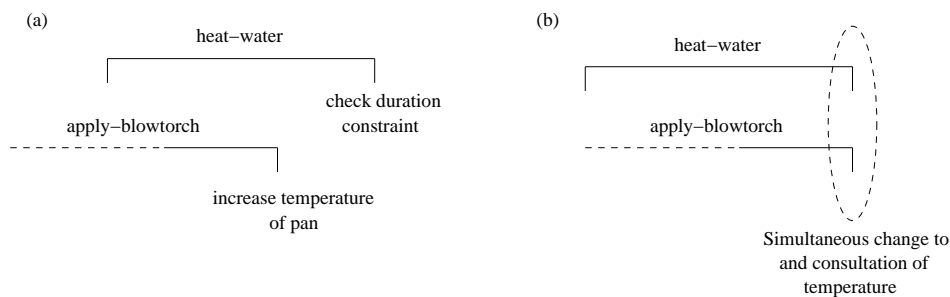 (a)
heat−water
check duration
constraint
apply−blowtorch
increase temperature
of pan
(b)
heat−water
apply−blowtorch
Simultaneous change to
and consultation of
temperature